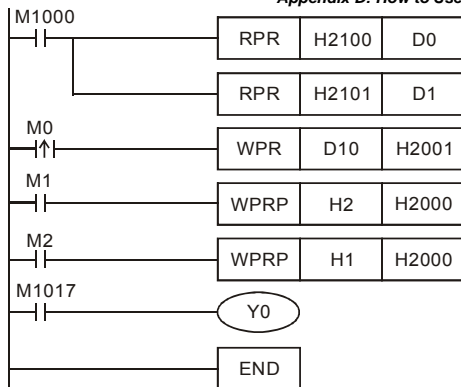 Appendix D: How to Use
M1000
RPR H2100 D0
RPR H2101 D1
M0
WPR D10 H2001
M1
WPRP H2 H2000
M2
WPRP H1 H2000
M1017
Y0
END